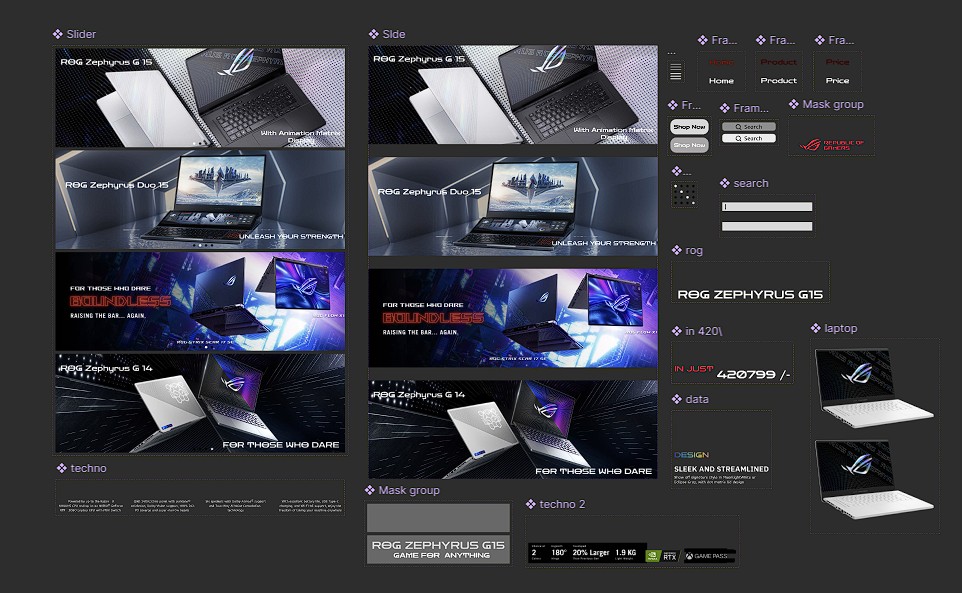 Slider
ROG Zephyrus G 15
With Animation Matrix
Display
ROG Zephyrus Duo 15
UNLEASH YOUR STRENGTH
FOR THOSE WHO DARE
BOUNDLESS
RAISING THE BAR... AGAIN.
ROG Zephyrus G 14
FOR THOSE WHO DARE
techno
SIde
ROG Zephyrus G 15
With Animation Matrix
Display
ROG Zephyrus Duo 15
UNLEASH YOUR STRENGTH
FOR THOSE WHO DARE
BOUNDLESS
RAISING THE BAR... AGAIN.
ROG STRIX SCAR 17 SE
ROG Zephyrus G 14
FOR THOSE WHO DARE
Mask group
ROG ZEPHYRUS G15
GAME FOR ANYTHING
techno 2
2
180°
20% Larger
1.9 KG
RTX
GAME PASS
...
Fra...
Home
Fra...
Product
Product
Fra...
Price
Price
Fr...
Shop Now
Shop Now
Fram...
Search
Search
Mask group
REPUBLIC OF
GAMERS
...
search
rog
ROG ZEPHYRUS G15
in 420\
IN JUST 420799 /-
data
DESIGN
SLEEK AND STREAMLINED
laptop